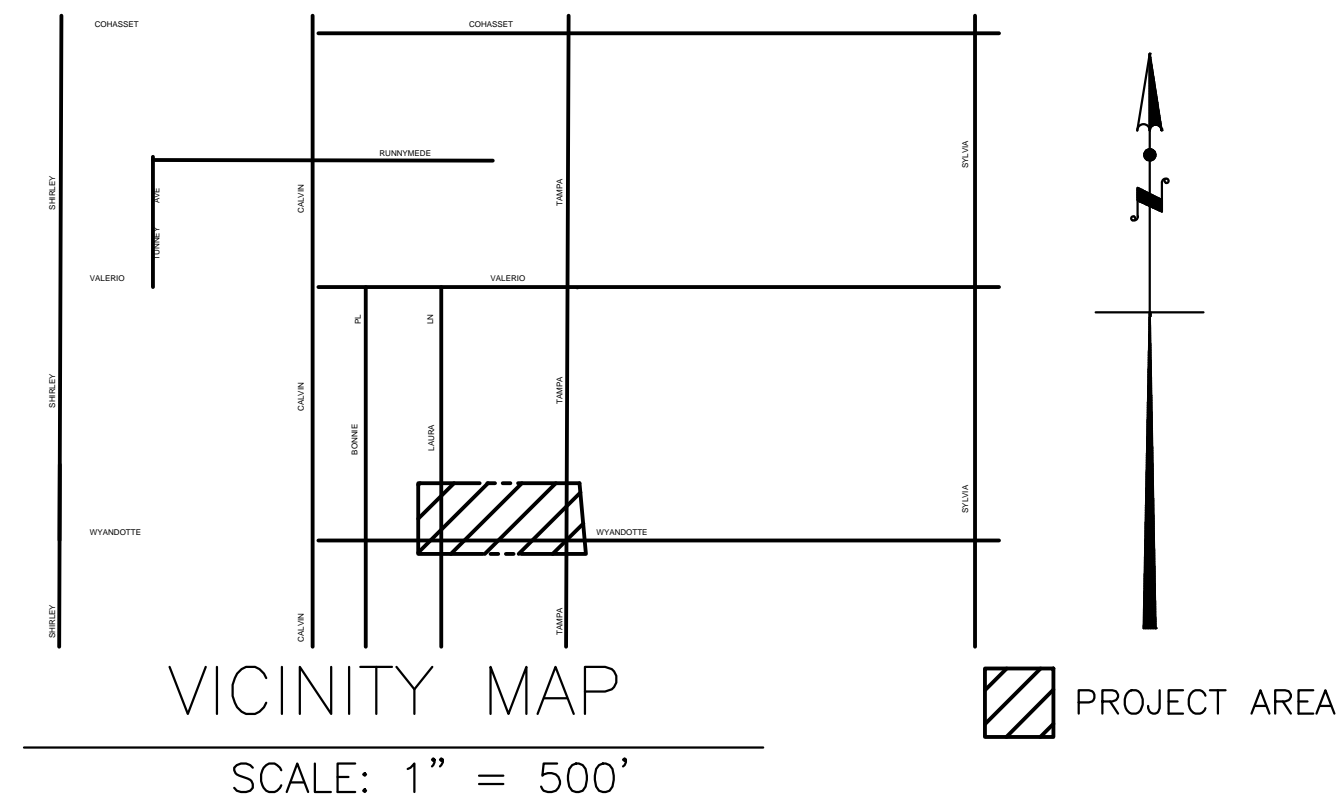 COHASSET
COHASSET
RUNNYMEDE
SYLVIA
SHIRLEY
TUNNEY AVE
CALVIN
TAMPA
VALERIO
VALERIO
BONNIE PL
LAURA LN
SHIRLEY
CALVIN
TAMPA
SYLVIA
WYANDOTTE
WYANDOTTE
SHIRLEY
CALVIN
TAMPA
N
VICINITY MAP
SCALE: 1" = 500'
PROJECT AREA